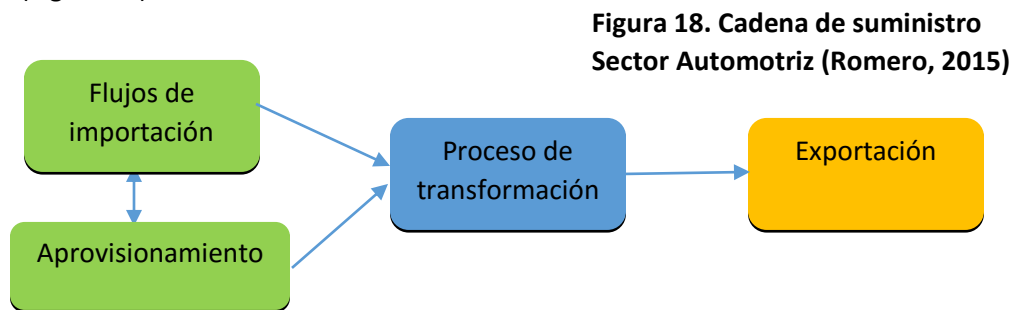 Figura 18. Cadena de suministro
Sector Automotriz (Romero, 2015)
Flujos de
importación
Proceso de
transformación
Exportación
Aprovisionamiento